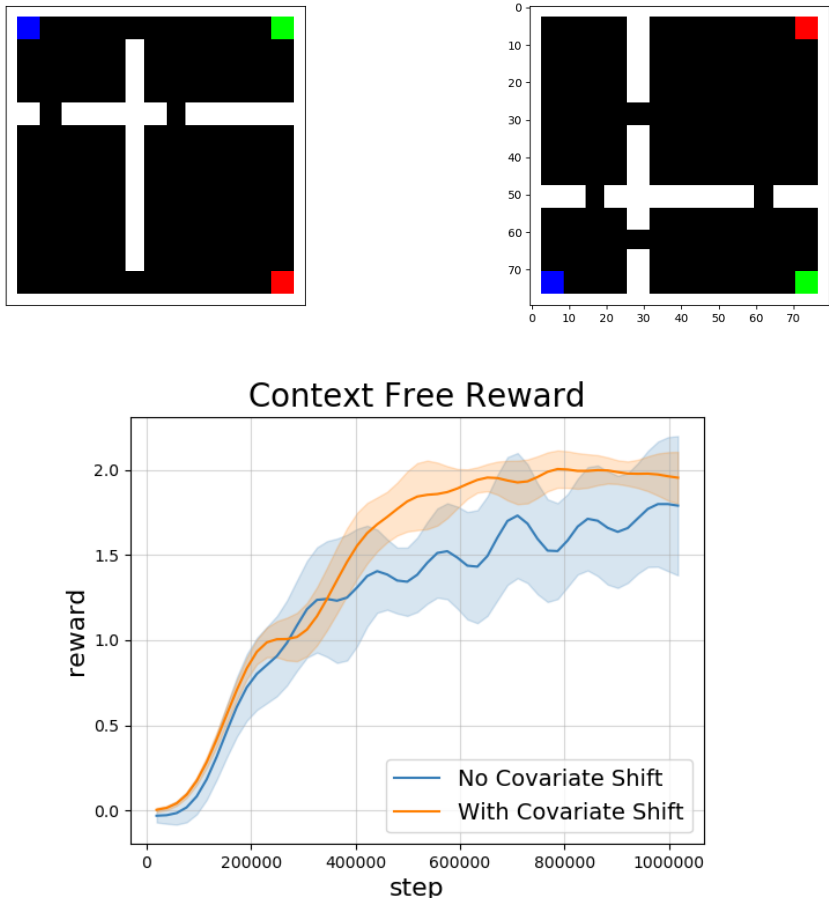 0
10
20
30
40
50
60
70
0 10 20 30 40 50 60 70
Context Free Reward
2.0
1.5
1.0
0.5
0.0
reward
No Covariate Shift
With Covariate Shift
0 200000 400000 600000 800000 1000000
step